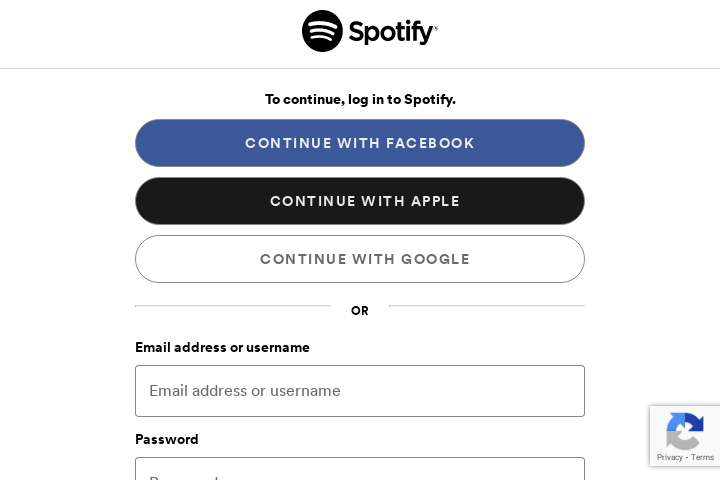 Spotify®
To continue, log in to Spotify.
CONTINUE WITH FACEBOOK
CONTINUE WITH APPLE
CONTINUE WITH GOOGLE
OR
Email address or username
Email address or username
Password
Privacy - Terms